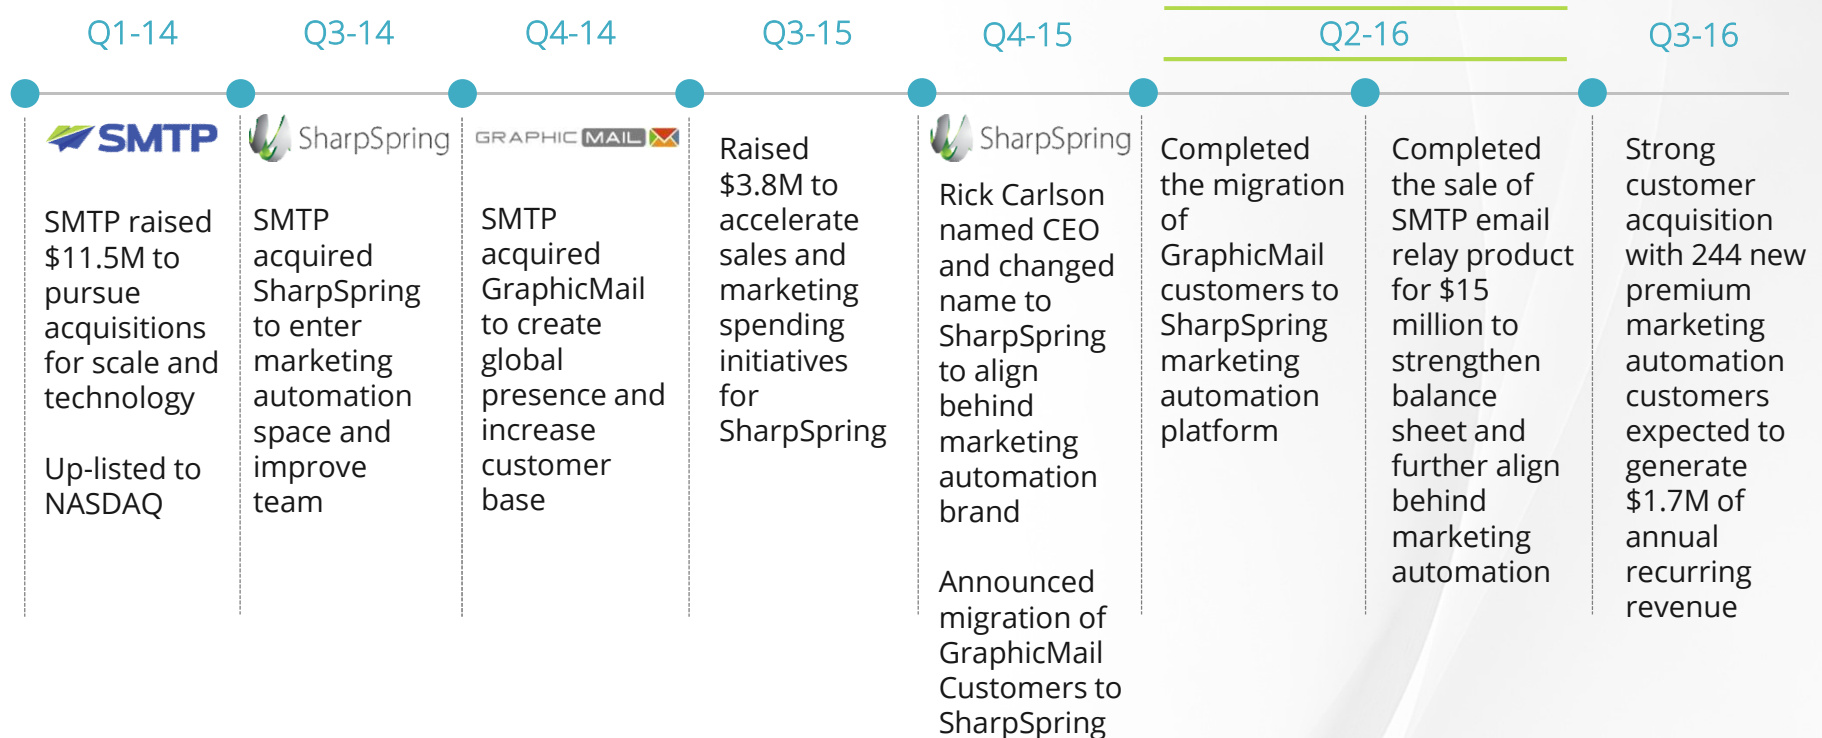 Q1-14
Q3-14
Q4-14
Q3-15
Q4-15
Q2-16
Q3-16
SMTP
SMTP raised
$11.5M to
pursue
acquisitions
for scale and
technology
Up-listed to
NASDAQ
SharpSpring
SMTP
acquired
SharpSpring
to enter
marketing
automation
space and
improve
team
GRAPHIC MAIL
SMTP
acquired
GraphicMail
to create
global
presence and
increase
customer
base
Raised
$3.8M to
accelerate
sales and
marketing
spending
initiatives
for
SharpSpring
SharpSpring
Rick Carlson
named CEO
and changed
name to
SharpSpring
to align
behind
marketing
automation
brand
Announced
migration of
GraphicMail
Customers to
SharpSpring
Completed
the migration
of
GraphicMail
customers to
SharpSpring
marketing
automation
platform
Completed
the sale of
SMTP email
relay product
for $15
million to
strengthen
balance
sheet and
further align
behind
marketing
automation
Strong
customer
acquisition
with 244 new
premium
marketing
automation
customers
expected to
generate
$1.7M of
annual
recurring
revenue